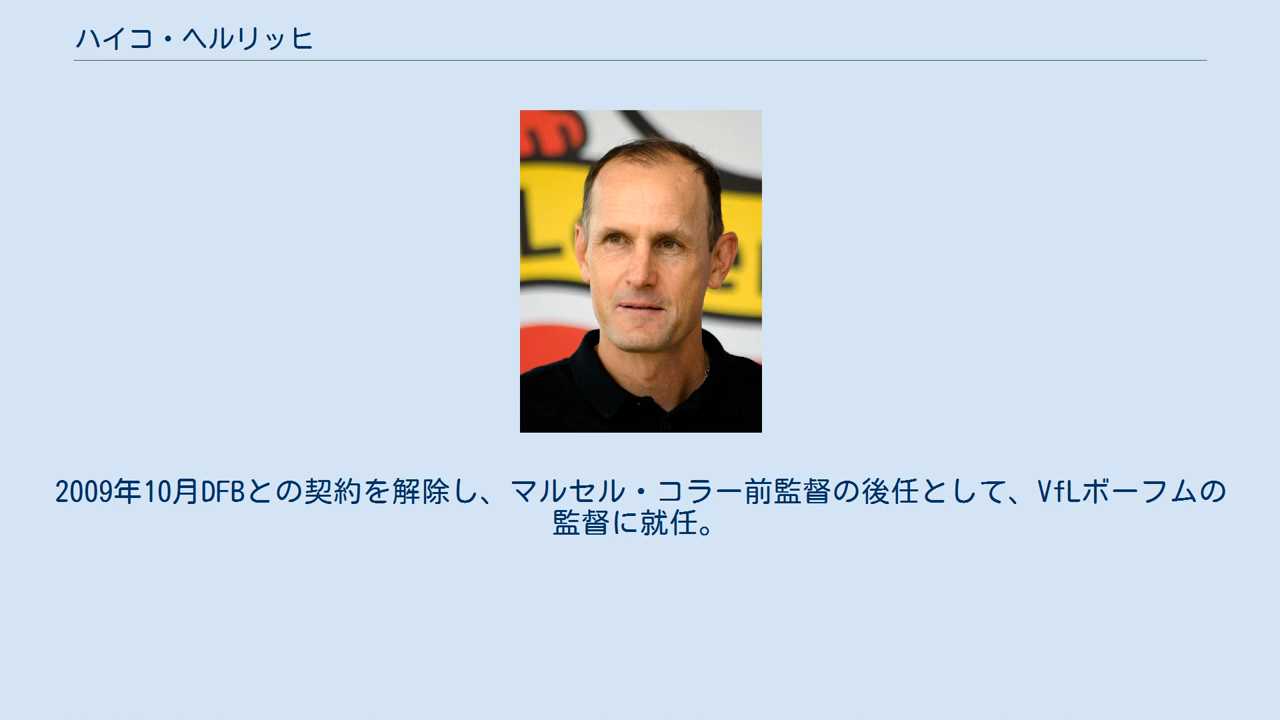 ハイコ・ヘルリッヒ
2009年10月DFBとの契約を解除し、マルセル・コラー前監督の後任として、VfLボーフムの
監督に就任。